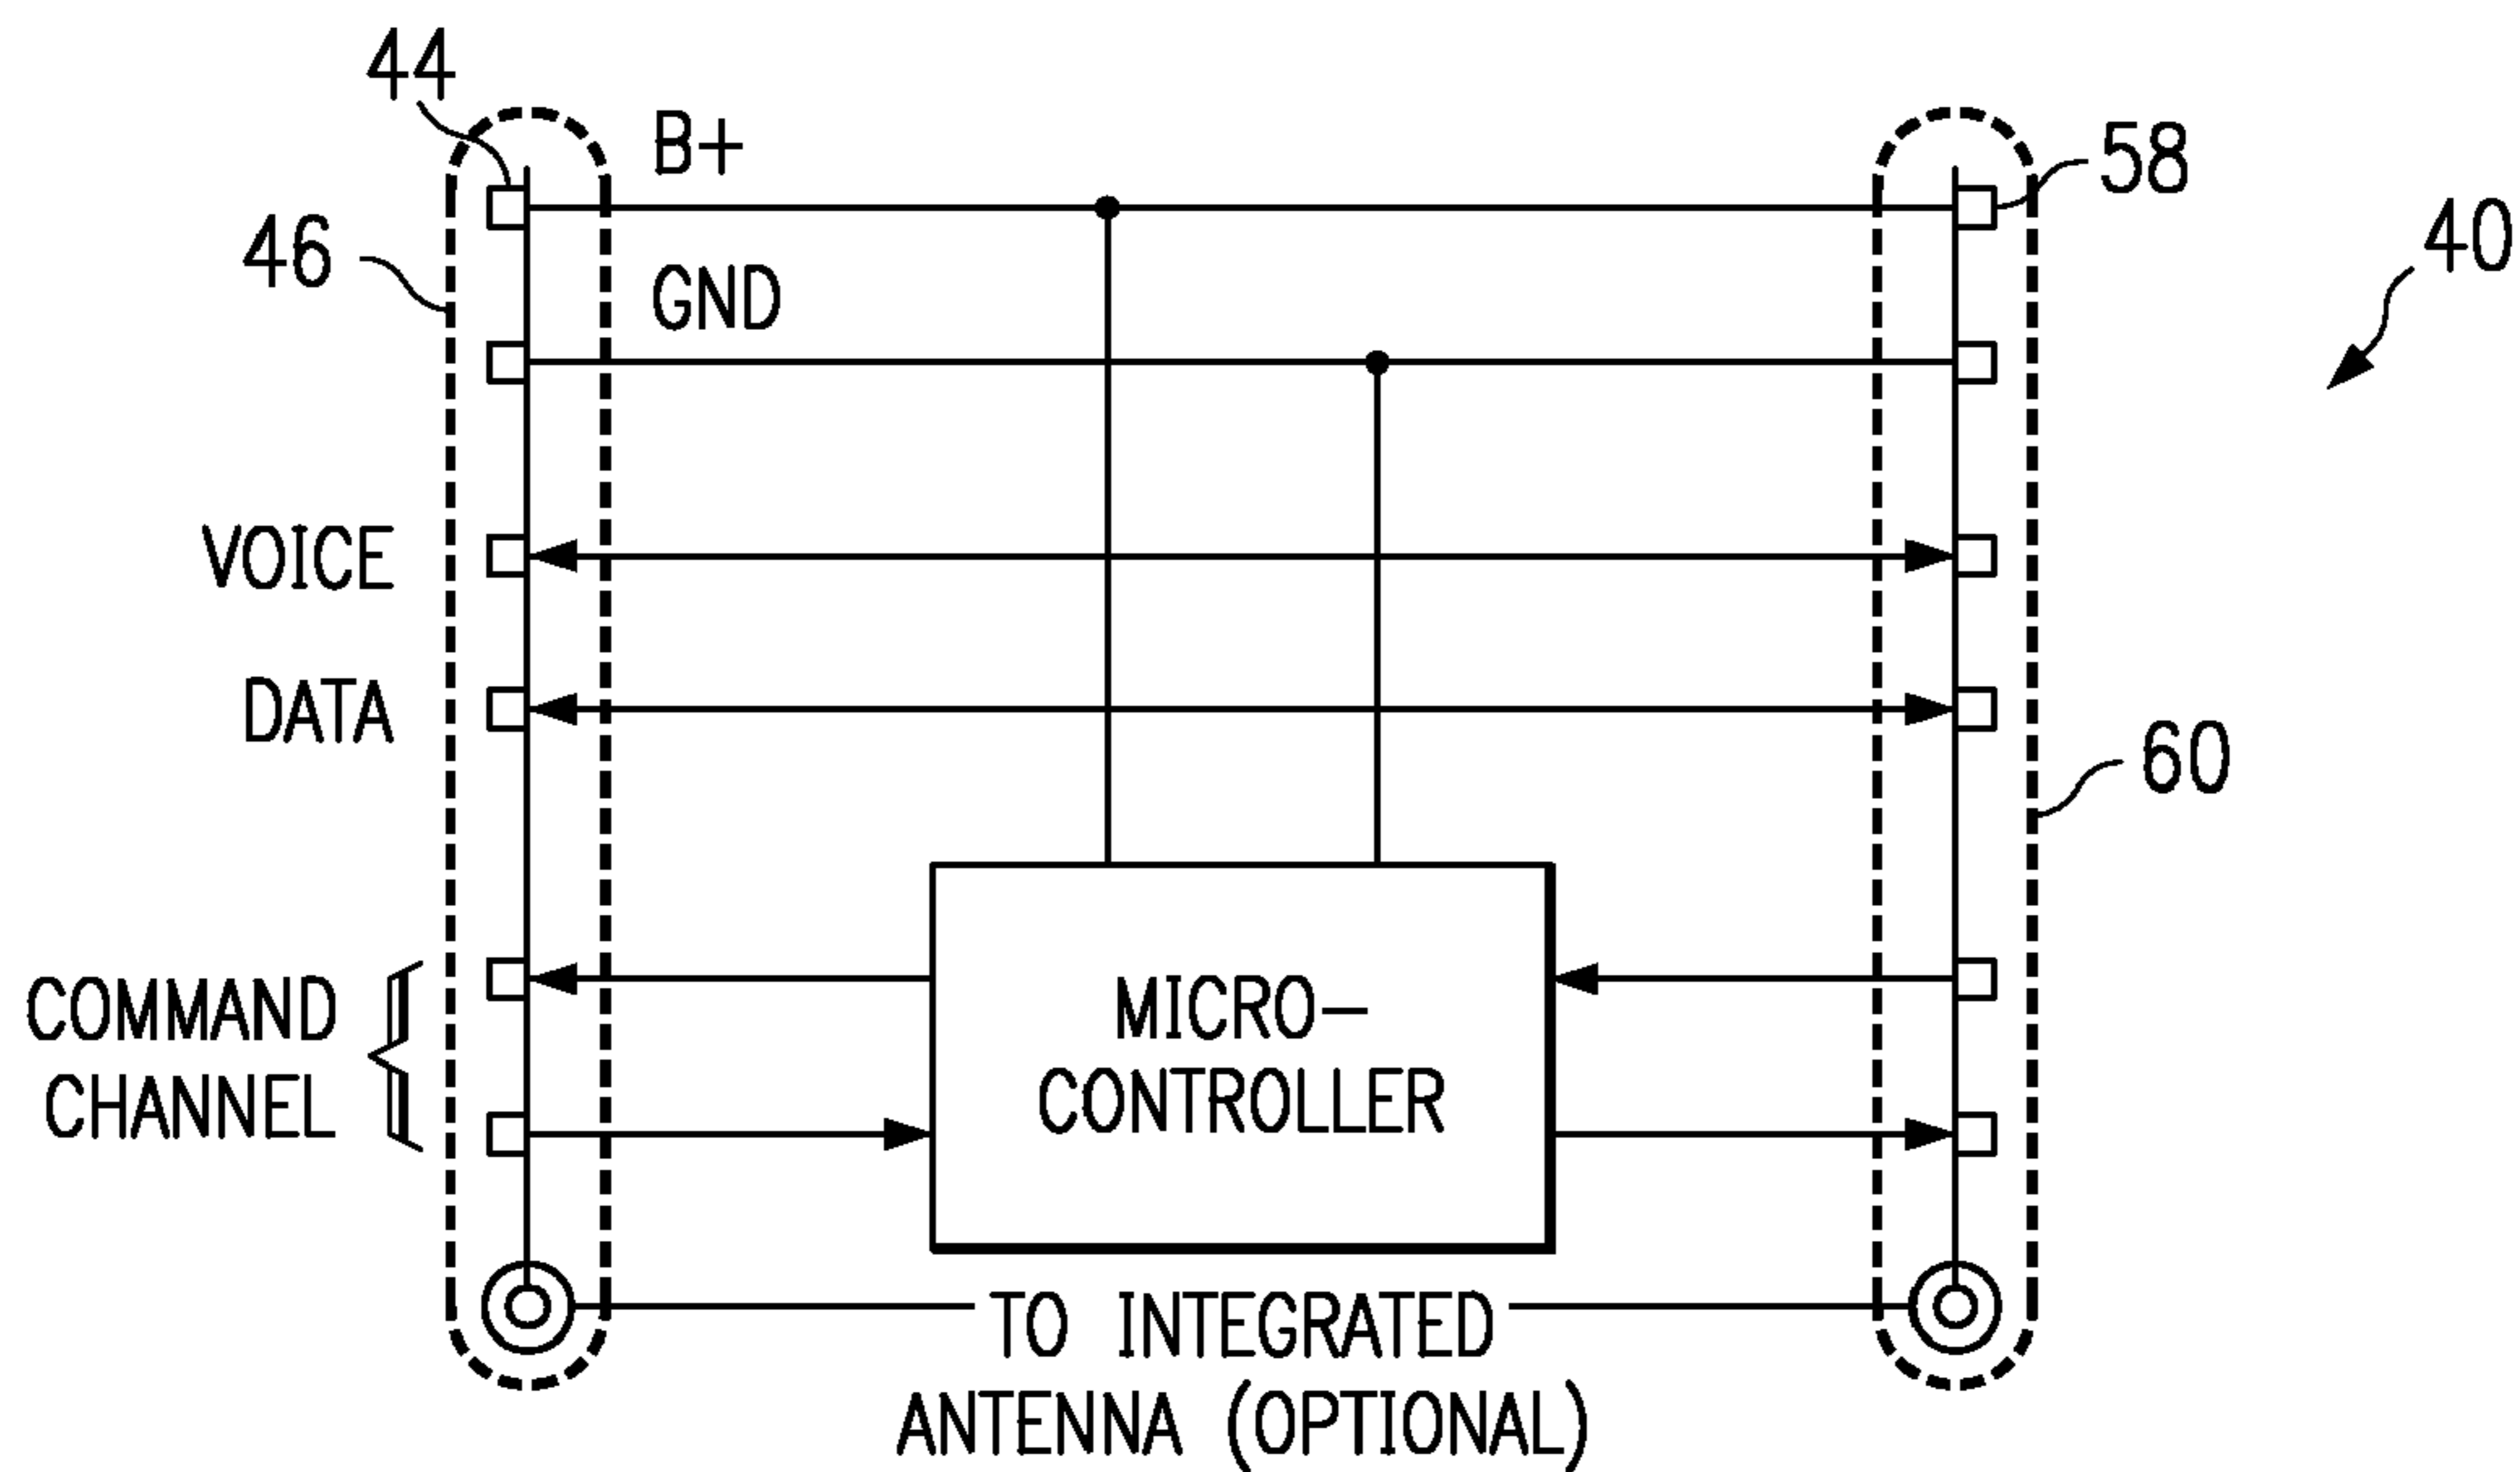 44
B+
58
46
GND
40
VOICE
DATA
60
COMMAND
CHANNEL
MICRO-
CONTROLLER
TO INTEGRATED
ANTENNA (OPTIONAL)